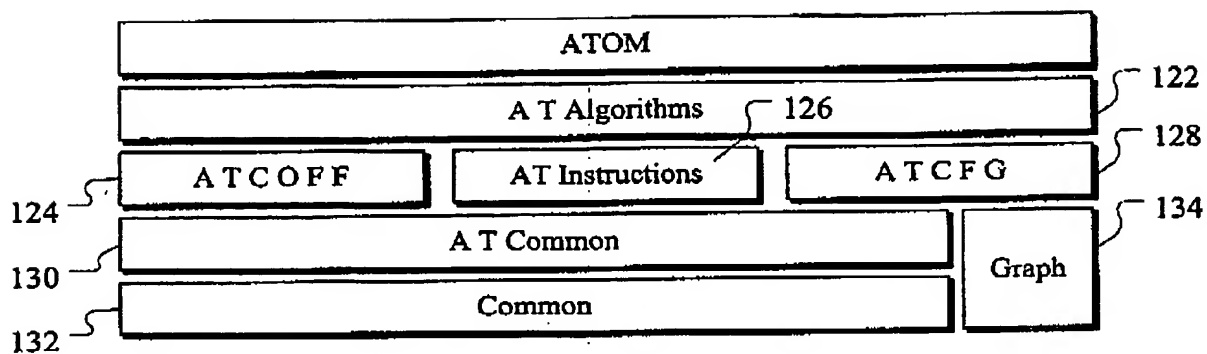 ATOM
A T Algorithms
122
A T C O F F
124
AT Instructions
126
A T C F G
128
A T Common
130
Graph
134
Common
132